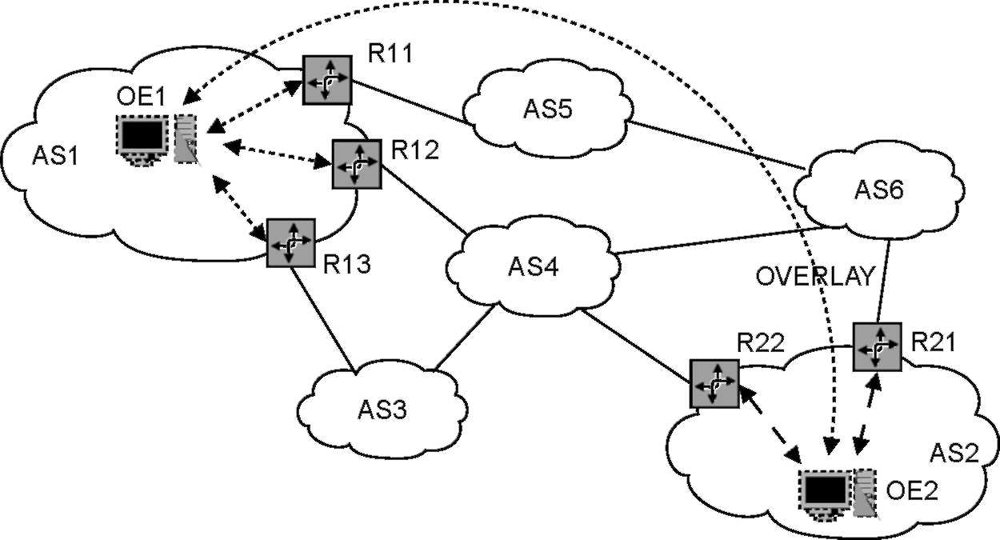 R11
OE1
AS5
AS1
R12
AS6
R13
AS4
OVERLAY
R22
R21
AS3
AS2
OE2